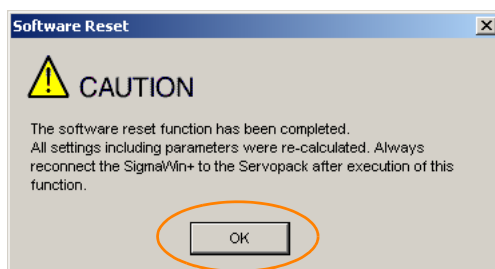 Software Reset
CAUTION
The software reset function has been completed.
All settings including parameters were re-calculated. Always
reconnect the SigmaWin+ to the Servopack after execution of this
function.
OK